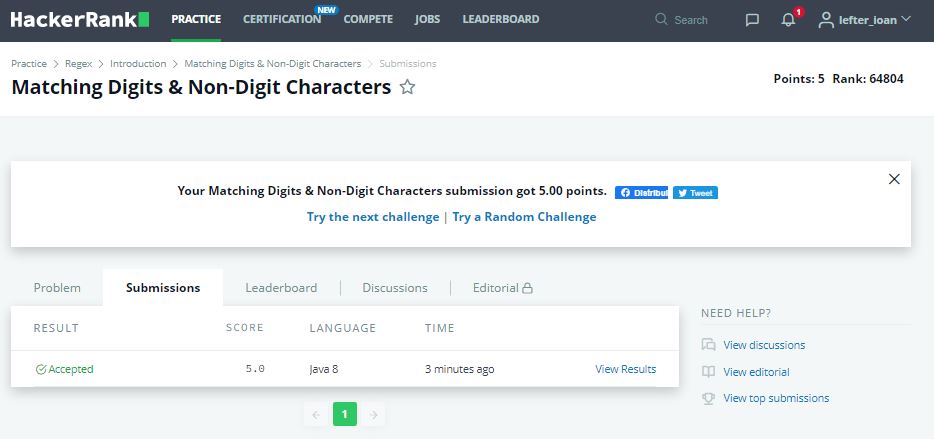 HackerRank PRACTICE CERTIFICATION NEW COMPETE JOBS LEADERBOARD Search 1 lefter_ioan
Practice > Regex > Introduction > Matching Digits & Non-Digit Characters > Submissions
Matching Digits & Non-Digit Characters
Points: 5 Rank: 64804
Your Matching Digits & Non-Digit Characters submission got 5.00 points. Distribui Tweet
Try the next challenge | Try a Random Challenge
Problem Submissions Leaderboard Discussions Editorial
RESULT SCORE LANGUAGE TIME
Accepted 5.0 Java 8 3 minutes ago View Results
1
NEED HELP?
View discussions
View editorial
View top submissions